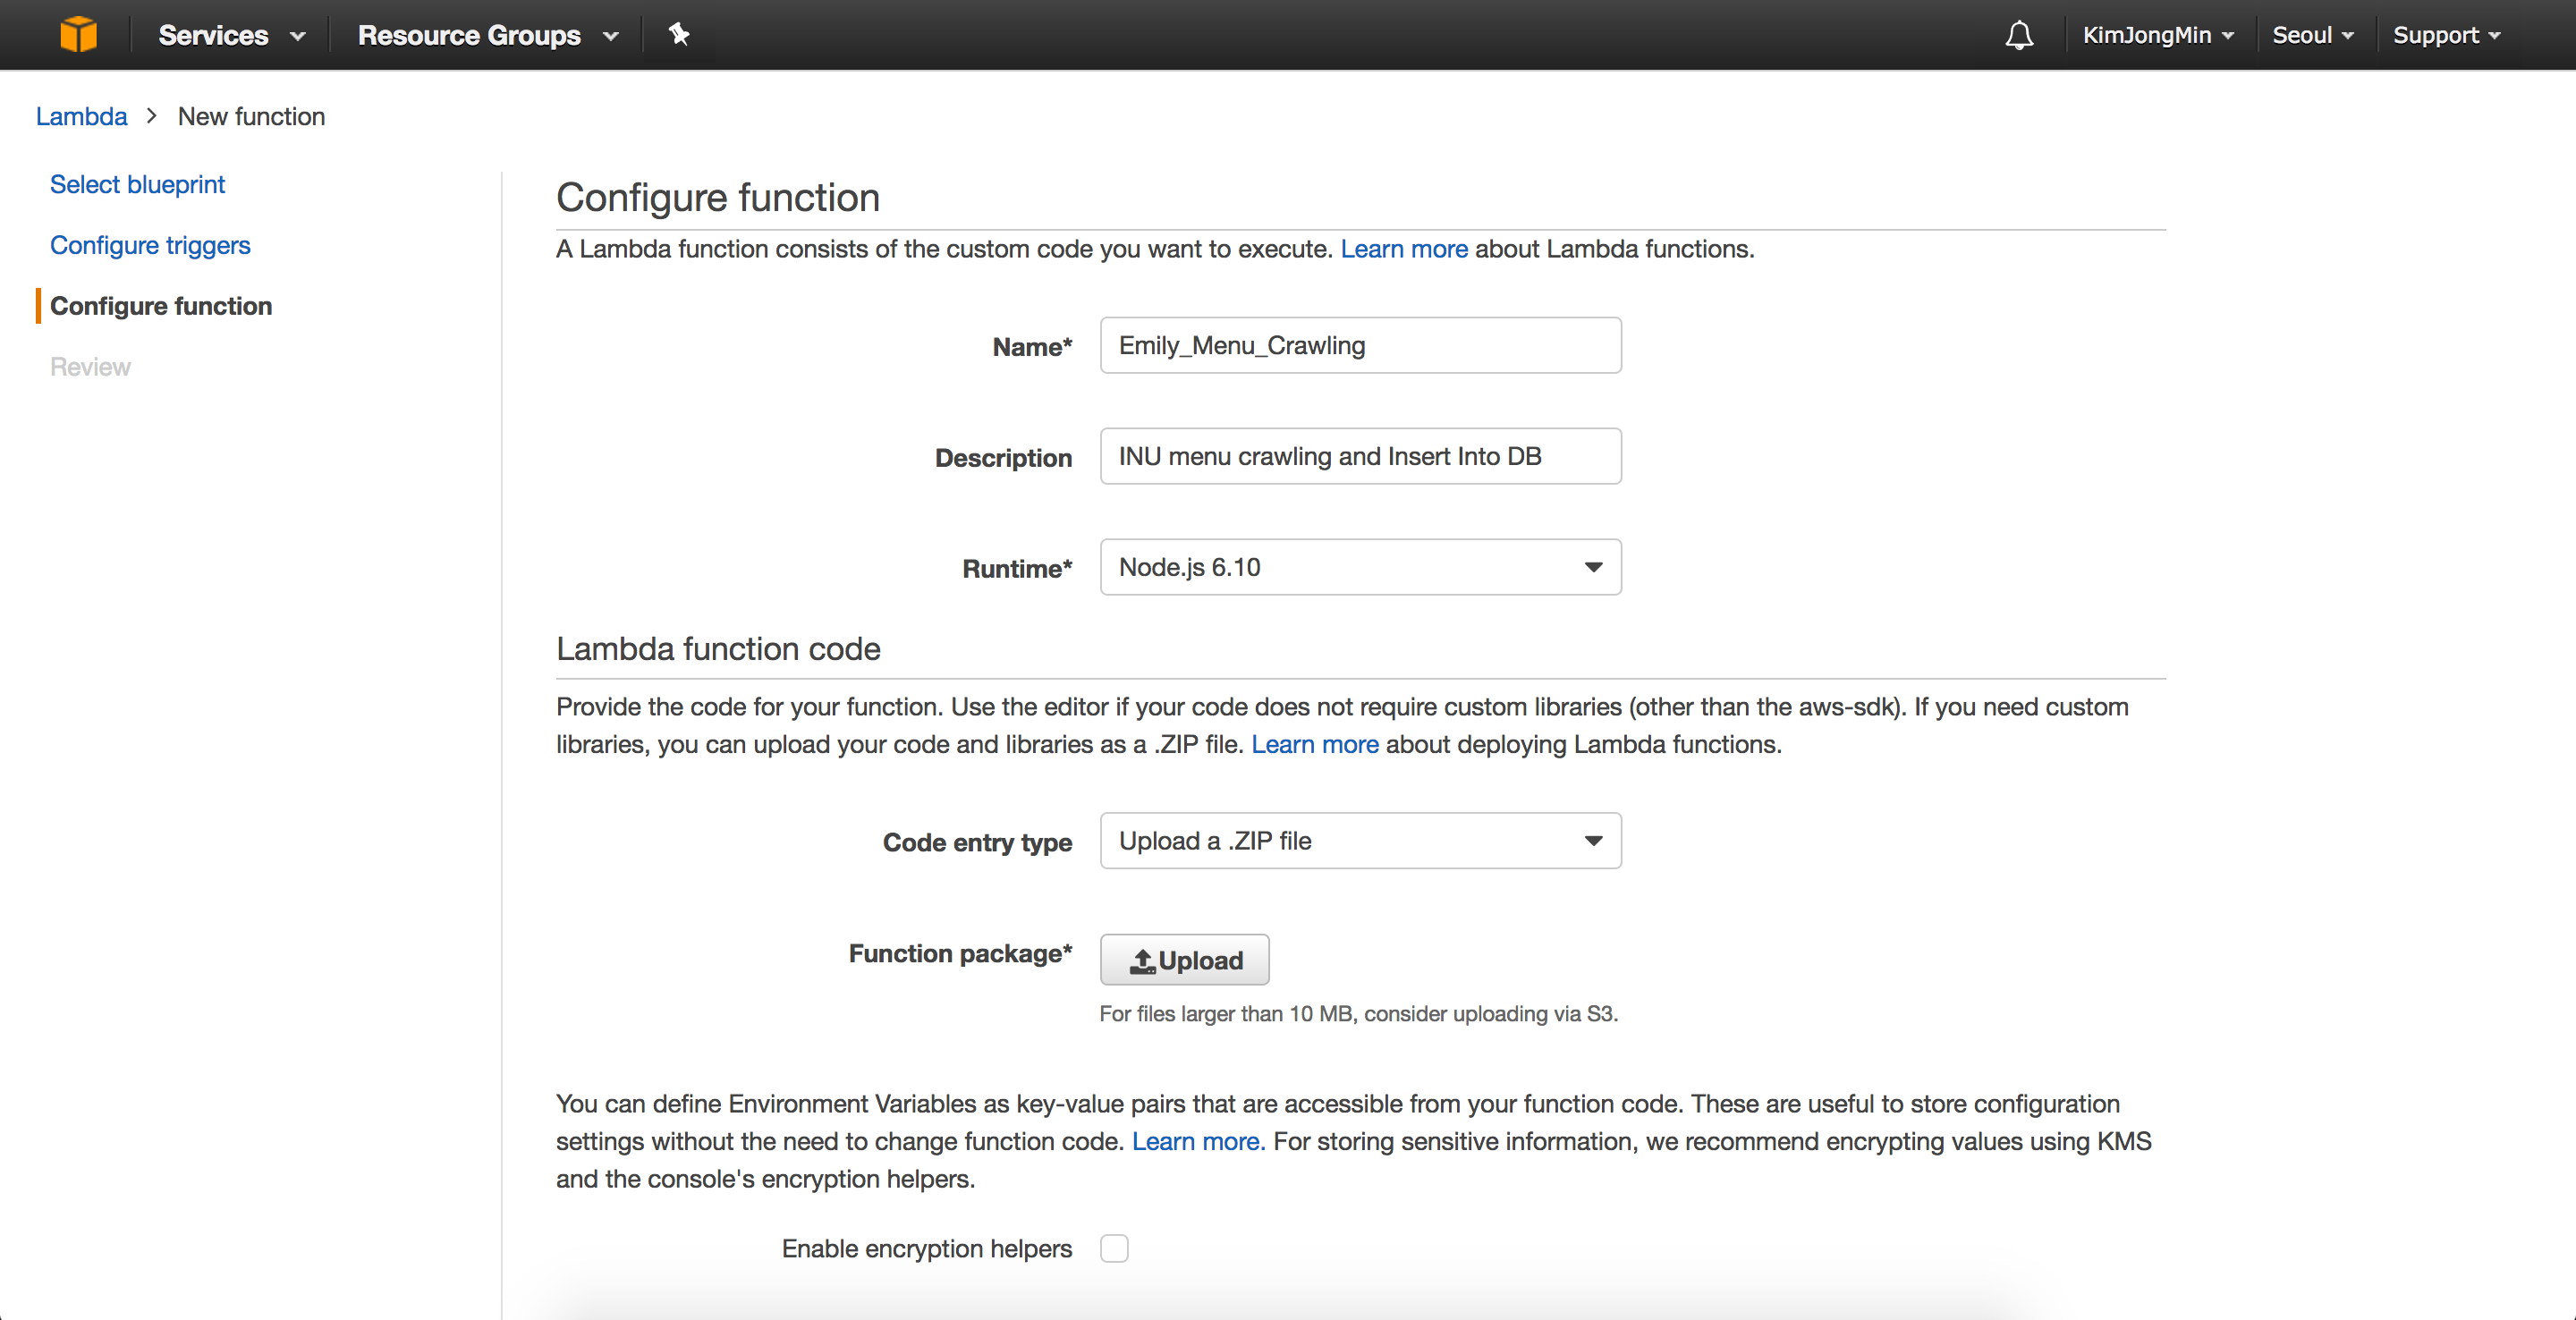 Services Resource Groups KimJongMin Seoul Support
Lambda > New function
Select blueprint
Configure triggers
Configure function
Review
Configure function
A Lambda function consists of the custom code you want to execute. Learn more about Lambda functions.
Name* Emily_Menu_Crawling
Description INU menu crawling and Insert Into DB
Runtime* Node.js 6.10
Lambda function code
Provide the code for your function. Use the editor if your code does not require custom libraries (other than the aws-sdk). If you need custom
libraries, you can upload your code and libraries as a .ZIP file. Learn more about deploying Lambda functions.
Code entry type Upload a .ZIP file
Function package* Upload
For files larger than 10 MB, consider uploading via S3.
You can define Environment Variables as key-value pairs that are accessible from your function code. These are useful to store configuration
settings without the need to change function code. Learn more. For storing sensitive information, we recommend encrypting values using KMS
and the console's encryption helpers.
Enable encryption helpers